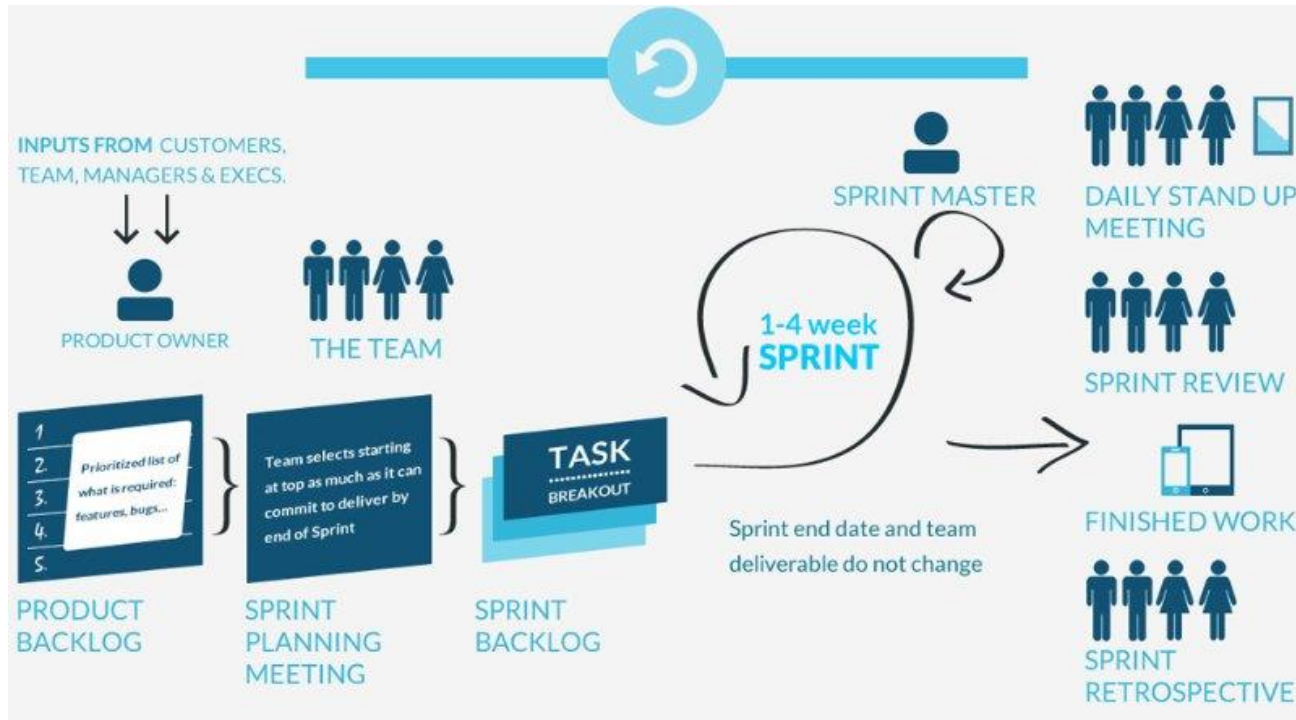 INPUTS FROM CUSTOMERS,
TEAM, MANAGERS & EXECS.
PRODUCT OWNER
THE TEAM
SPRINT MASTER
DAILY STAND UP
MEETING
1-4 week
SPRINT
SPRINT REVIEW
1
2.
3.
4.
5.
Prioritized list of
what is required:
features, bugs...
Team selects starting
at top as much as it can
commit to deliver by
end of Sprint
TASK
BREAKOUT
Sprint end date and team
deliverable do not change
FINISHED WORK
PRODUCT
BACKLOG
SPRINT
PLANNING
MEETING
SPRINT
BACKLOG
SPRINT
RETROSPECTIVE